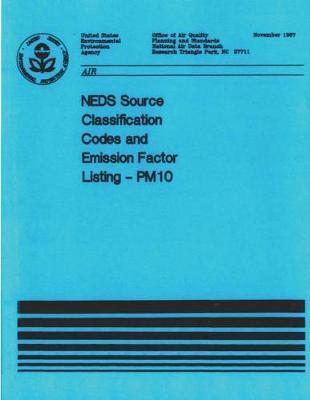 United States
Environmental
Protection
Agency
Office of Air Quality
Planning and Standards
National Air Data Branch
Research Triangle Park, NC 27711
November 1987
AIR
NEDS Source
Classification
Codes and
Emission Factor
Listing - PM10